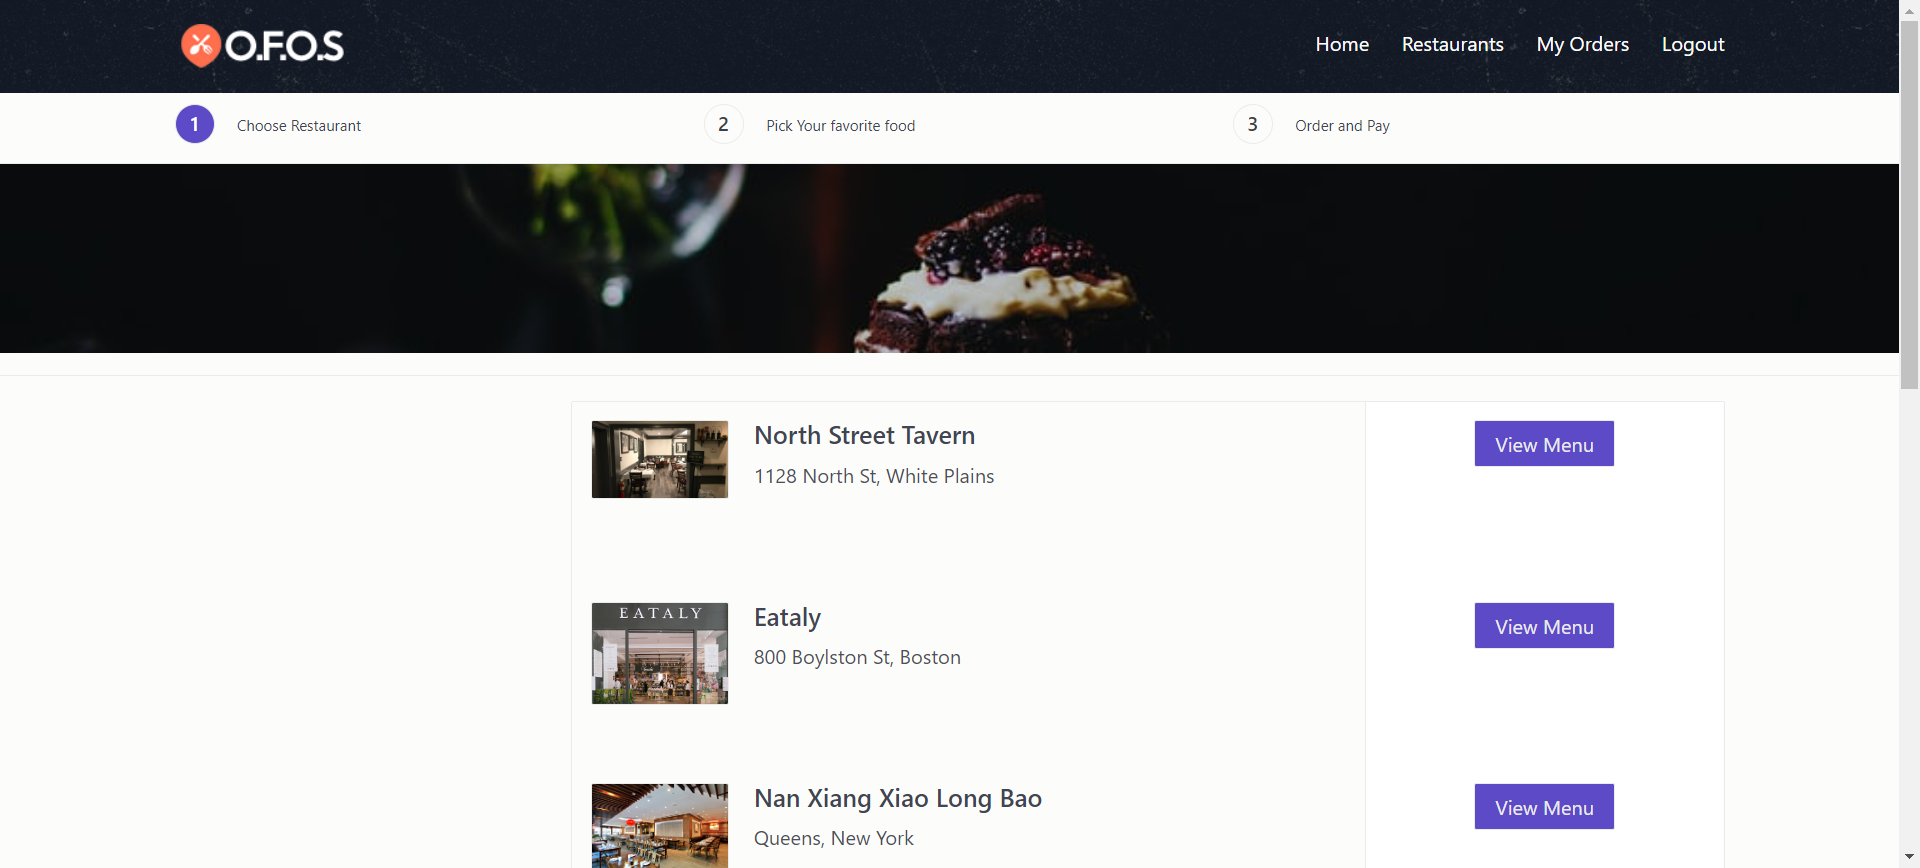 O.F.O.S
Home Restaurants My Orders Logout
1 Choose Restaurant 2 Pick Your favorite food 3 Order and Pay
North Street Tavern
1128 North St, White Plains
View Menu
EATALY
Eataly
800 Boylston St, Boston
View Menu
Nan Xiang Xiao Long Bao
Queens, New York
View Menu